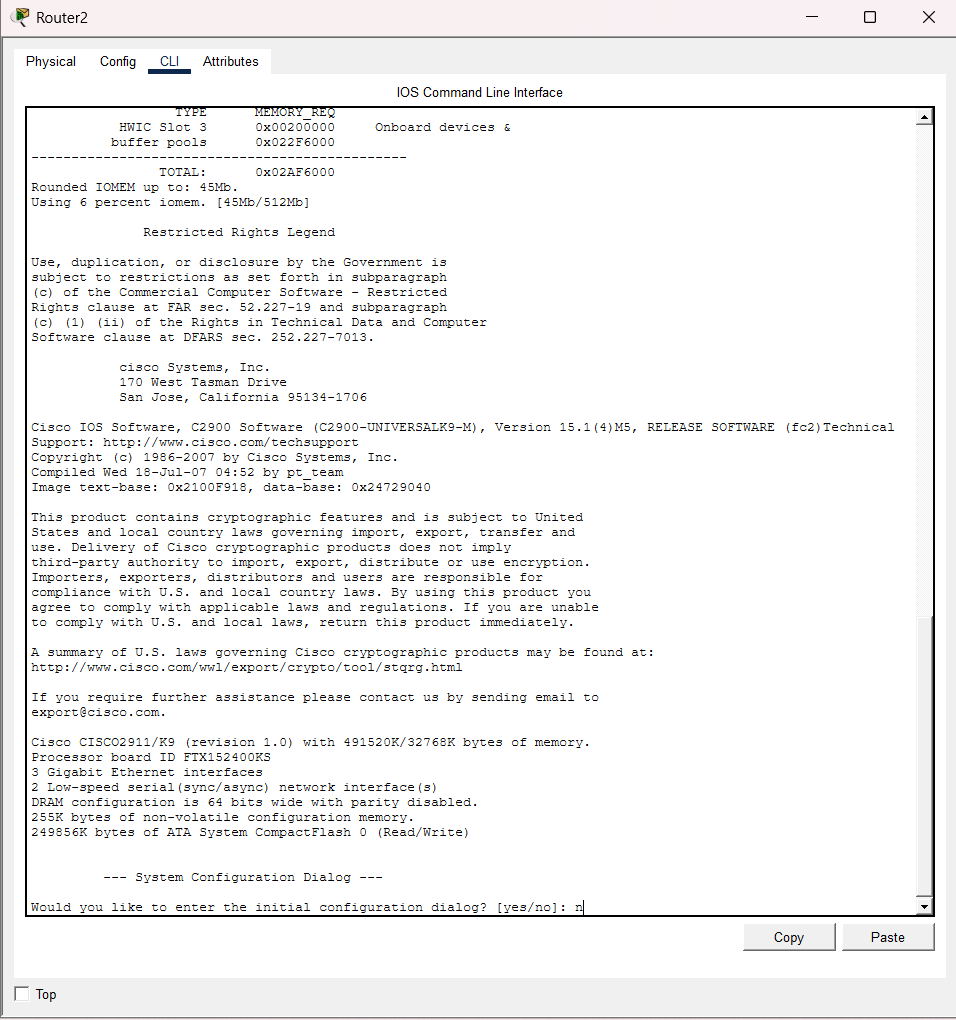 Router2
Physical Config CLI Attributes
IOS Command Line Interface
TYPE MEMORY_REQ
HWIC Slot 3 0x00200000 Onboard devices &
buffer pools 0x022F6000
-----------------------------------------------
TOTAL: 0x02AF6000
Rounded IOMEM up to: 45Mb.
Using 6 percent iomem. [45Mb/512Mb]
Restricted Rights Legend
Use, duplication, or disclosure by the Government is
subject to restrictions as set forth in subparagraph
(c) of the Commercial Computer Software - Restricted
Rights clause at FAR sec. 52.227-19 and subparagraph
(c) (1) (ii) of the Rights in Technical Data and Computer
Software clause at DFARS sec. 252.227-7013.
cisco Systems, Inc.
170 West Tasman Drive
San Jose, California 95134-1706
Cisco IOS Software, C2900 Software (C2900-UNIVERSALK9-M), Version 15.1(4)M5, RELEASE SOFTWARE (fc2)Technical
Support: http://www.cisco.com/techsupport
Copyright (c) 1986-2007 by Cisco Systems, Inc.
Compiled Wed 18-Jul-07 04:52 by pt_team
Image text-base: 0x2100F918, data-base: 0x24729040
This product contains cryptographic features and is subject to United
States and local country laws governing import, export, transfer and
use. Delivery of Cisco cryptographic products does not imply
third-party authority to import, export, distribute or use encryption.
Importers, exporters, distributors and users are responsible for
compliance with U.S. and local country laws. By using this product you
agree to comply with applicable laws and regulations. If you are unable
to comply with U.S. and local laws, return this product immediately.
A summary of U.S. laws governing Cisco cryptographic products may be found at:
http://www.cisco.com/wwl/export/crypto/tool/stqrg.html
If you require further assistance please contact us by sending email to
export@cisco.com.
Cisco CISCO2911/K9 (revision 1.0) with 491520K/32768K bytes of memory.
Processor board ID FTX152400KS
3 Gigabit Ethernet interfaces
2 Low-speed serial(sync/async) network interface(s)
DRAM configuration is 64 bits wide with parity disabled.
255K bytes of non-volatile configuration memory.
249856K bytes of ATA System CompactFlash 0 (Read/Write)
--- System Configuration Dialog ---
Would you like to enter the initial configuration dialog? [yes/no]: n
Copy Paste
Top